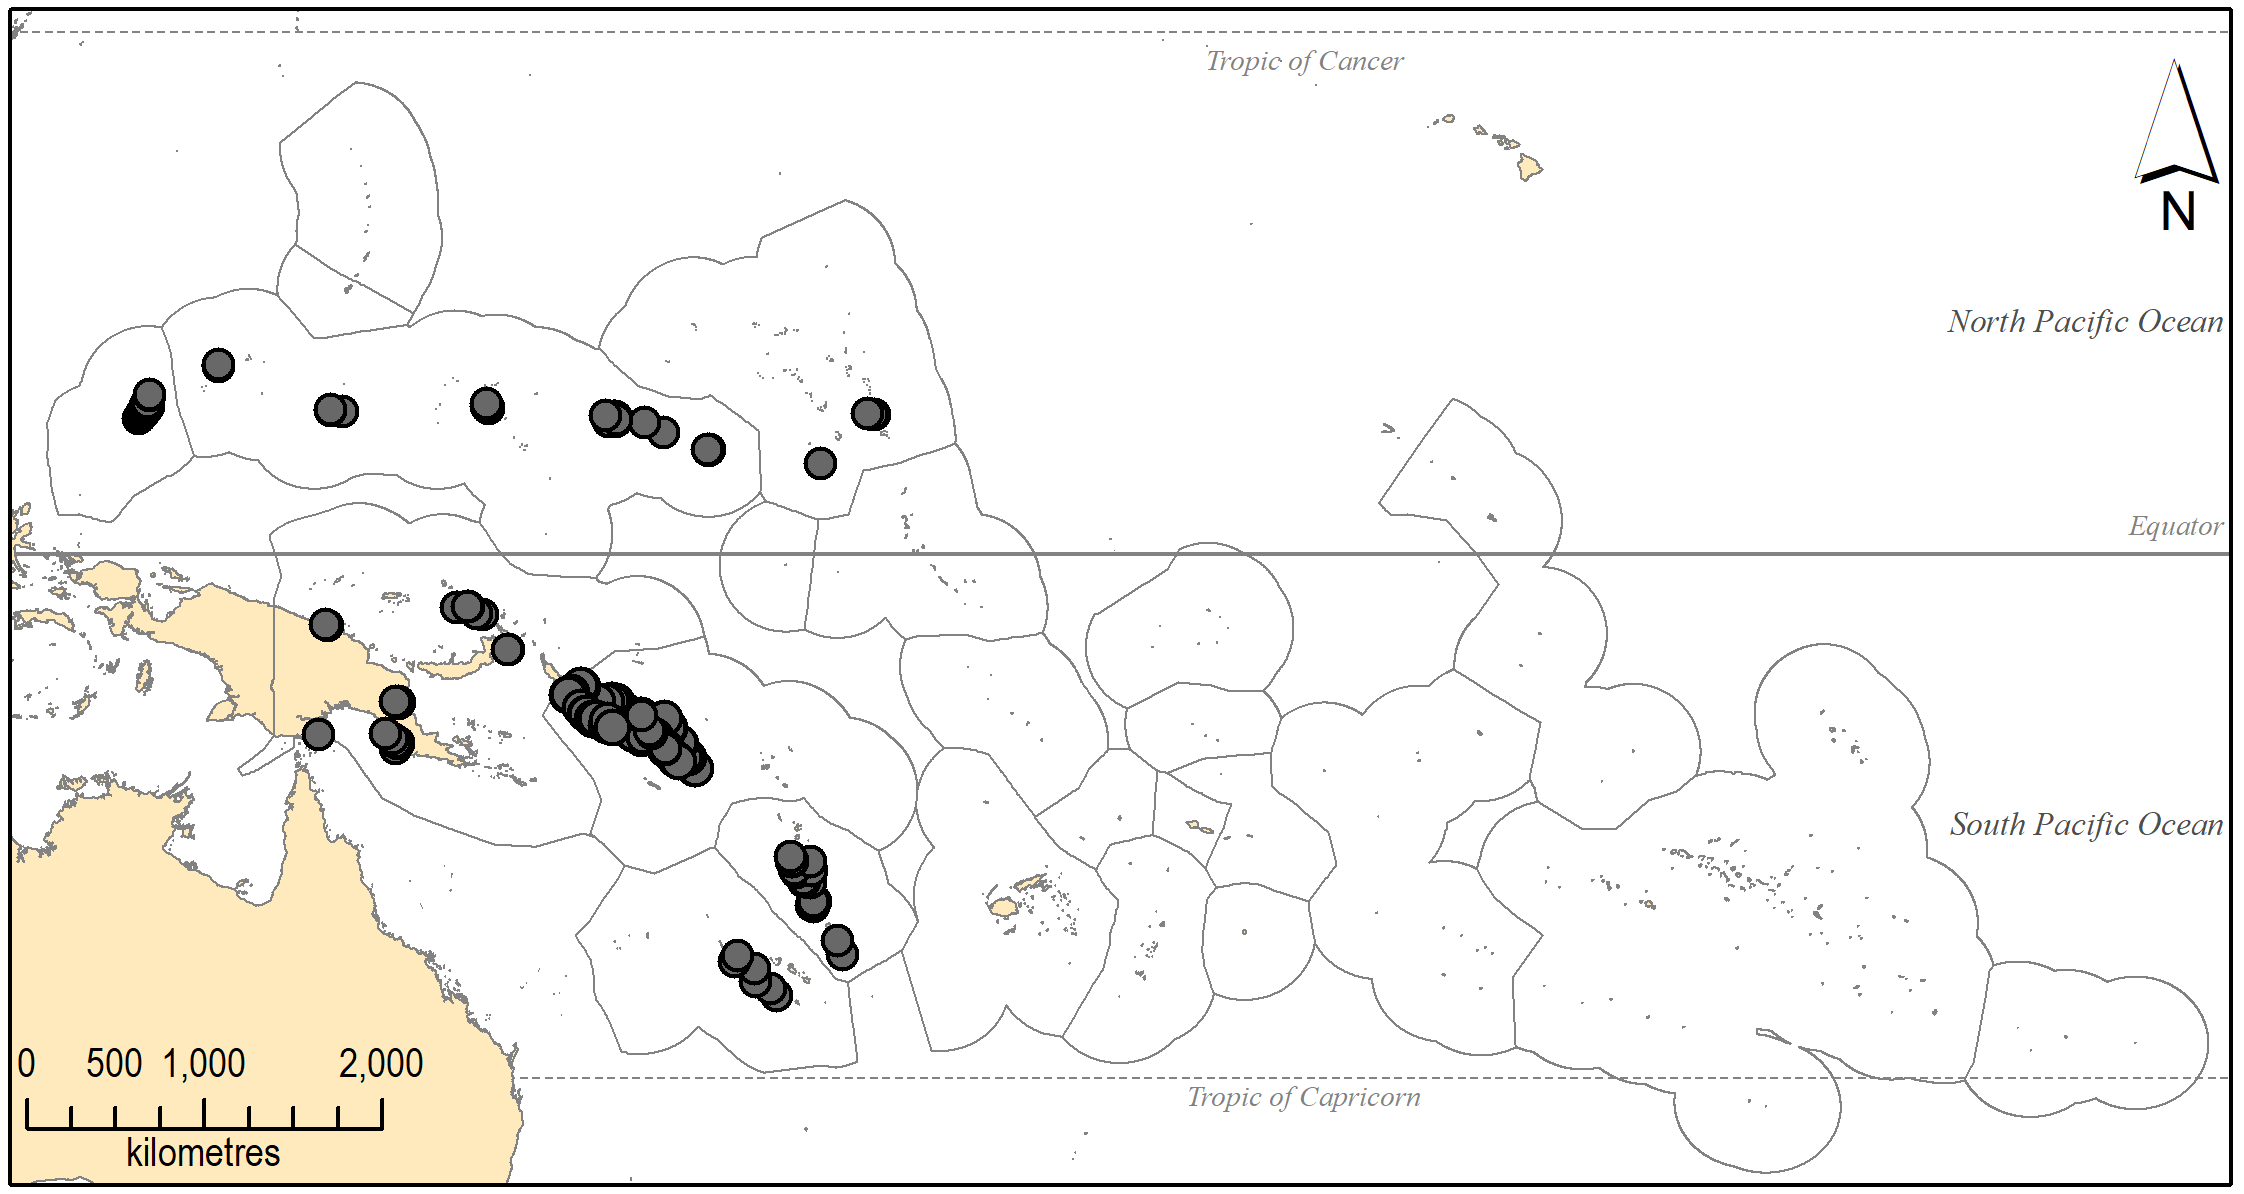 Tropic of Cancer
N
North Pacific Ocean
Equator
South Pacific Ocean
0 500 1,000 2,000
kilometres
Tropic of Capricorn